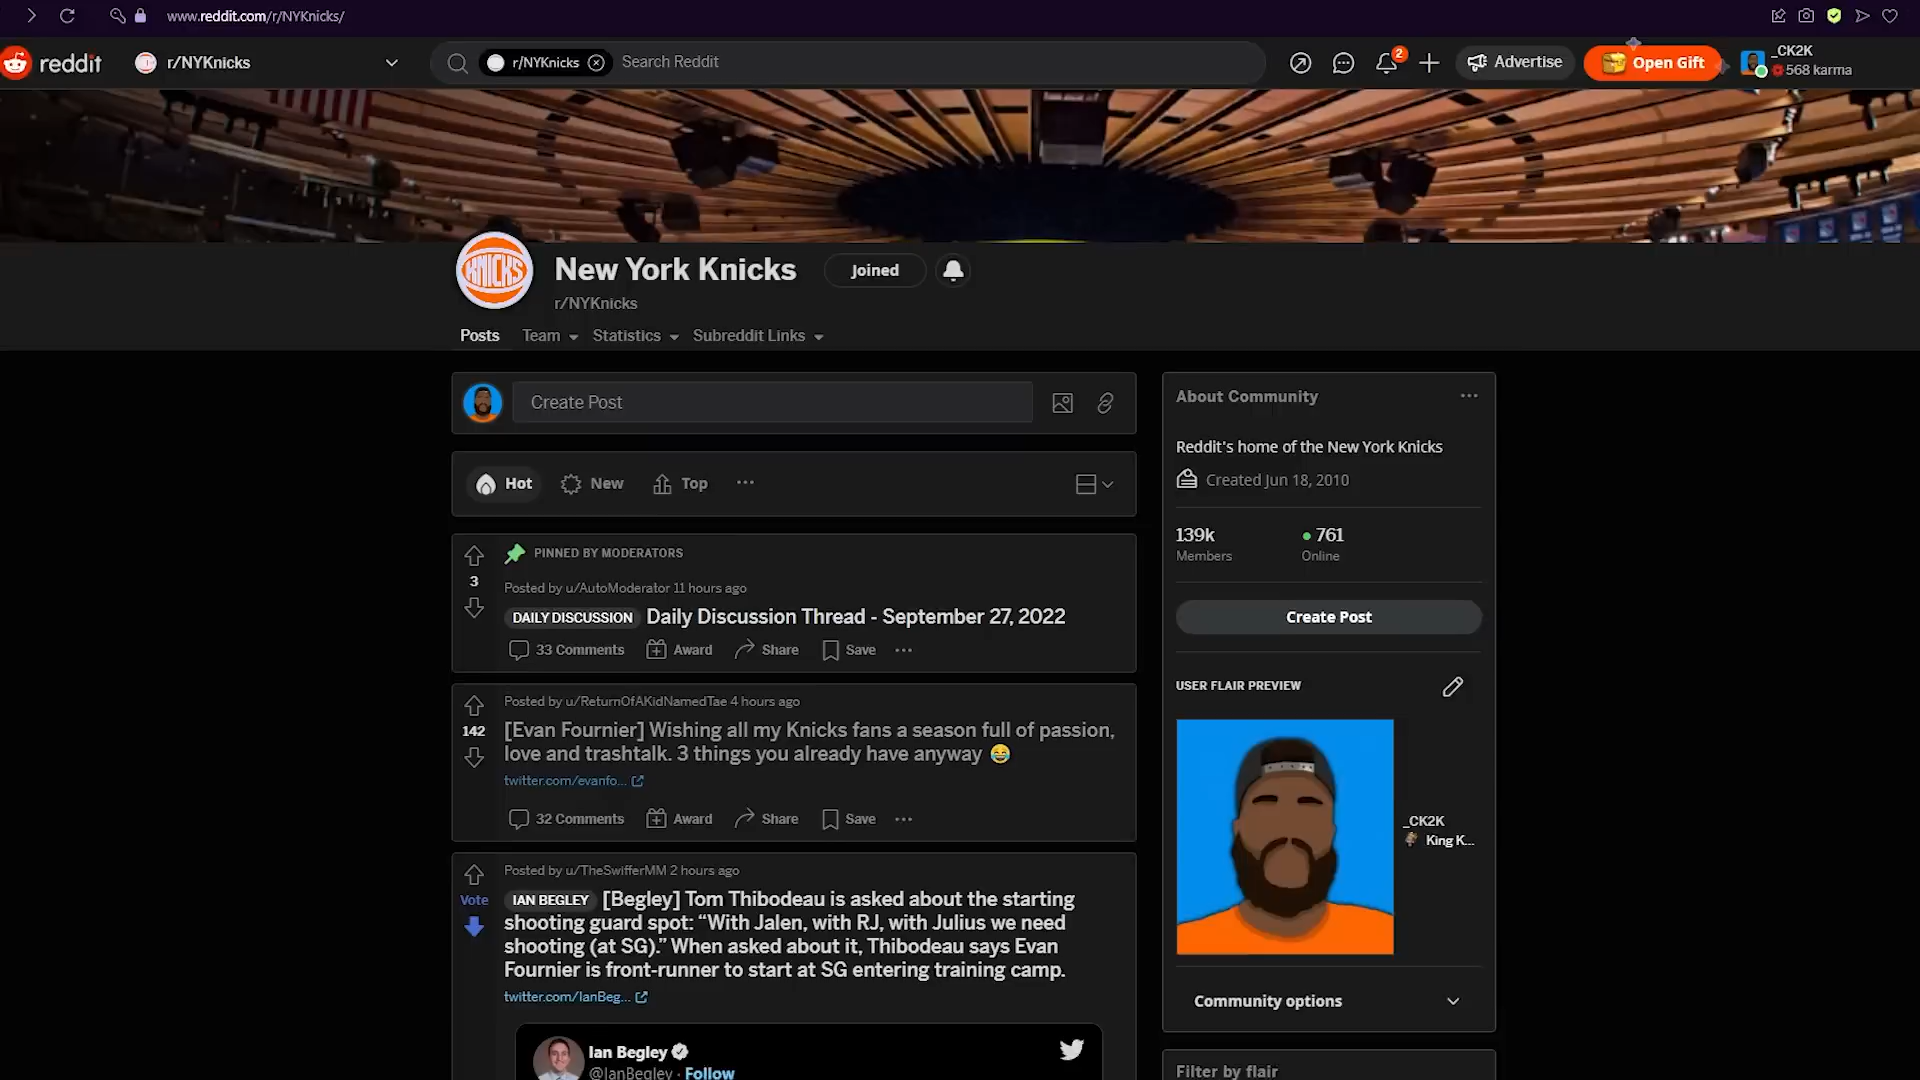 www.reddit.com/r/NYKnicks/
reddit
r/NYKnicks
r/NYKnicks
Search Reddit
2
Advertise
Open Gift
_CK2K
568 karma
KNICKS
New York Knicks
Joined
r/NYKnicks
Posts
Team
Statistics
Subreddit Links
Create Post
Hot
New
Top
PINNED BY MODERATORS
3
Posted by u/AutoModerator 11 hours ago
DAILY DISCUSSION Daily Discussion Thread - September 27, 2022
33 Comments
Award
Share
Save
Posted by u/ReturnOfAKidNamedTae 4 hours ago
142
[Evan Fournier] Wishing all my Knicks fans a season full of passion,
love and trashtalk. 3 things you already have anyway 😂
twitter.com/evanfo...
32 Comments
Award
Share
Save
Posted by u/TheSwifferMM 2 hours ago
Vote
IAN BEGLEY [Begley] Tom Thibodeau is asked about the starting
shooting guard spot: “With Jalen, with RJ, with Julius we need
shooting (at SG).” When asked about it, Thibodeau says Evan
Fournier is front-runner to start at SG entering training camp.
twitter.com/IanBeg...
Ian Begley
@IanBegley · Follow
About Community
Reddit's home of the New York Knicks
Created Jun 18, 2010
139k
Members
761
Online
Create Post
USER FLAIR PREVIEW
_CK2K
King K...
Community options
Filter by flair